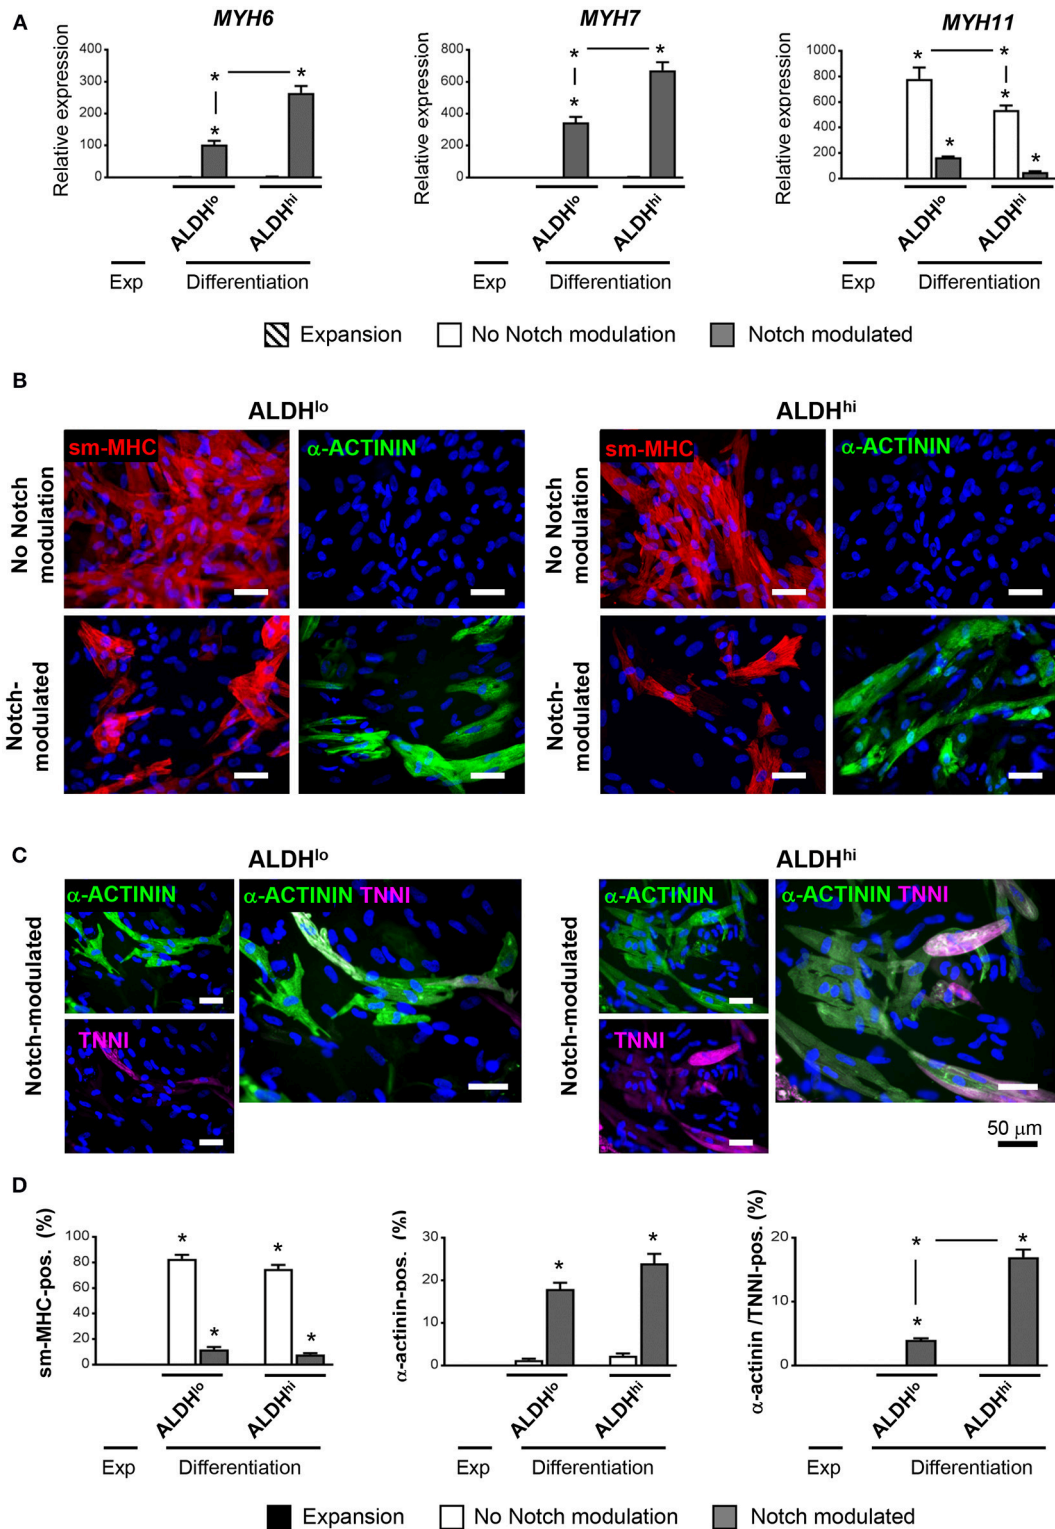 A
MYH6
Relative expression
400
300
200
100
0
*
*
*
ALDHlo
ALDHhi
Exp
Differentiation
MYH7
Relative expression
800
600
400
200
0
*
*
*
ALDHlo
ALDHhi
Exp
Differentiation
MYH11
Relative expression
1000
800
600
400
200
0
*
*
*
*
*
ALDHlo
ALDHhi
Exp
Differentiation
Expansion No Notch modulation Notch modulated
B
ALDHlo
ALDHhi
No Notch
modulation
sm-MHC
α-ACTININ
No Notch
modulation
sm-MHC
α-ACTININ
Notch-
modulated
Notch-
modulated
C
ALDHlo
ALDHhi
Notch-modulated
α-ACTININ
α-ACTININ TNNI
TNNI
Notch-modulated
α-ACTININ
α-ACTININ TNNI
TNNI
50 μm
D
sm-MHC-pos. (%)
100
80
60
40
20
0
*
*
*
*
ALDHlo
ALDHhi
Exp
Differentiation
α-actinin-pos. (%)
30
20
10
0
*
*
ALDHlo
ALDHhi
Exp
Differentiation
α-actinin /TNNI-pos. (%)
20
10
0
*
*
*
ALDHlo
ALDHhi
Exp
Differentiation
Expansion No Notch modulation Notch modulated